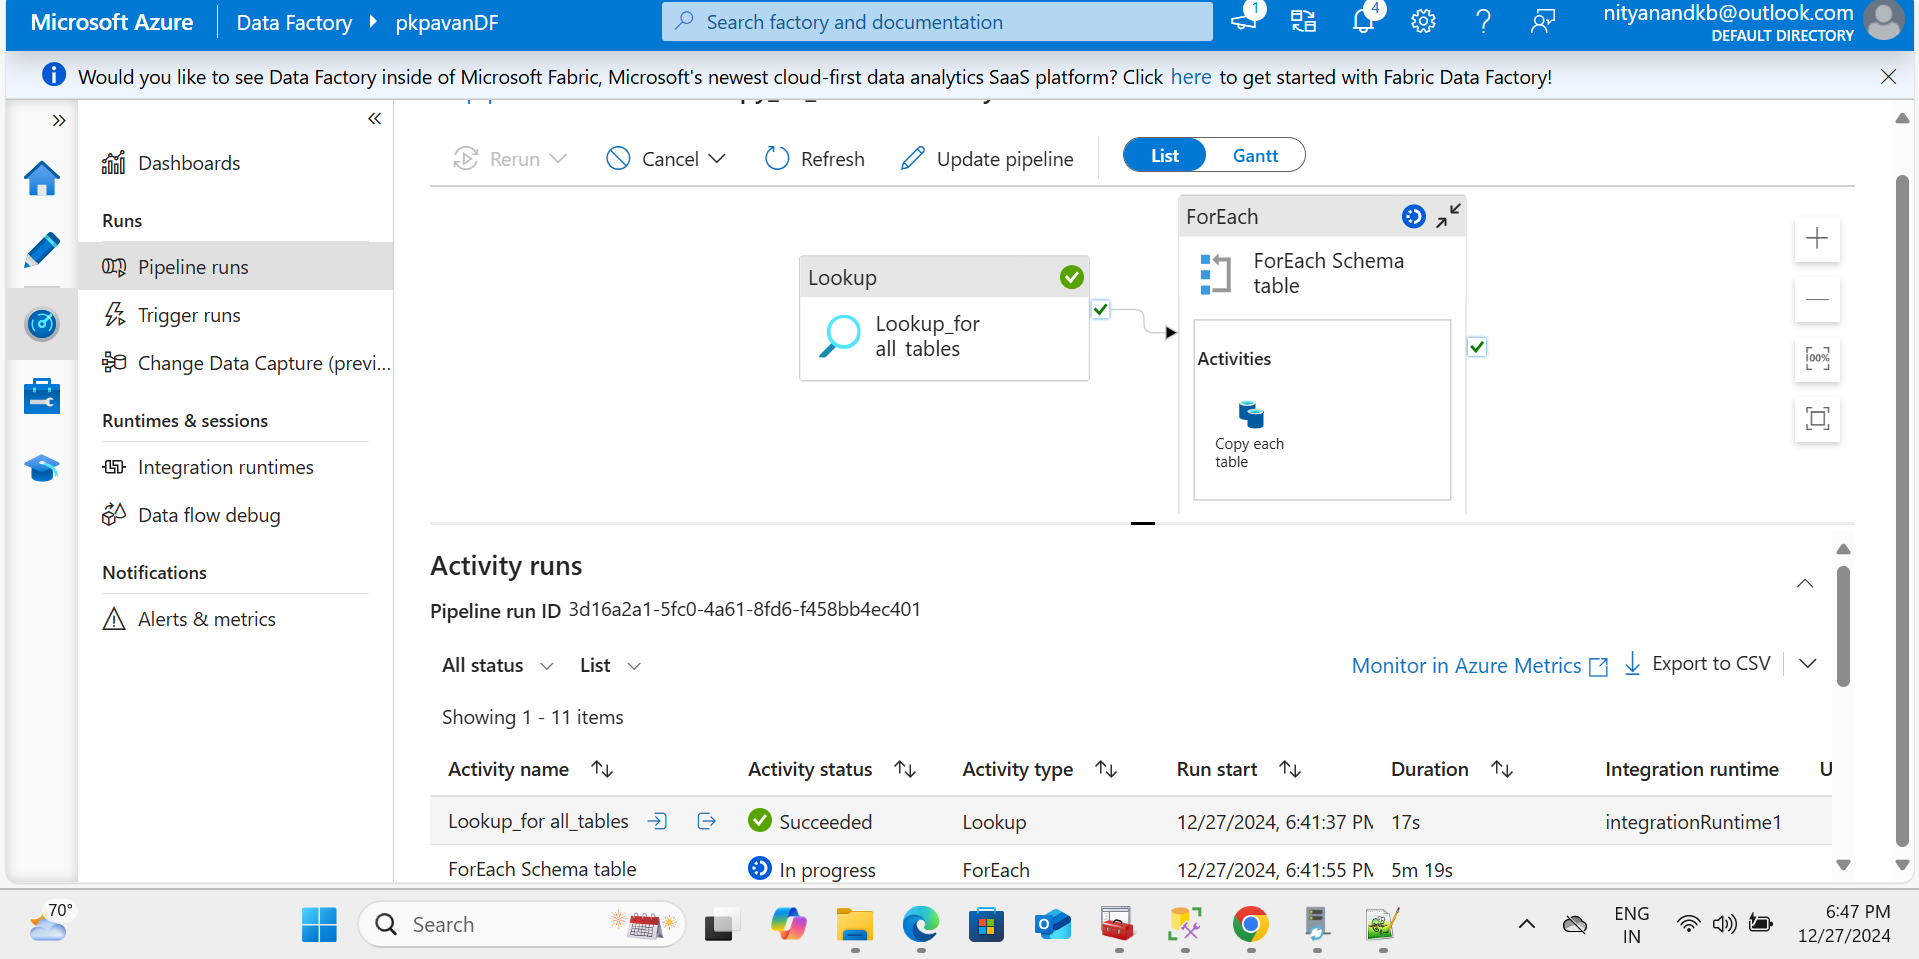 Microsoft Azure
Data Factory
pkpavanDF
Search factory and documentation
1
4
nityanandkb@outlook.com
DEFAULT DIRECTORY
Would you like to see Data Factory inside of Microsoft Fabric, Microsoft's newest cloud-first data analytics SaaS platform? Click here to get started with Fabric Data Factory!
Dashboards
Runs
Pipeline runs
Trigger runs
Change Data Capture (previ...
Runtimes & sessions
Integration runtimes
Data flow debug
Notifications
Alerts & metrics
Rerun
Cancel
Refresh
Update pipeline
List
Gantt
Lookup
Lookup_for
all tables
ForEach
ForEach Schema
table
Activities
Copy each
table
100%
Activity runs
Pipeline run ID 3d16a2a1-5fc0-4a61-8fd6-f458bb4ec401
All status
List
Monitor in Azure Metrics
Export to CSV
Showing 1 - 11 items
Activity name
Activity status
Activity type
Run start
Duration
Integration runtime
U
Lookup_for all_tables
Succeeded
Lookup
12/27/2024, 6:41:37 PM
17s
integrationRuntime1
ForEach Schema table
In progress
ForEach
12/27/2024, 6:41:55 PM
5m 19s
70°
Search
ENG
IN
6:47 PM
12/27/2024